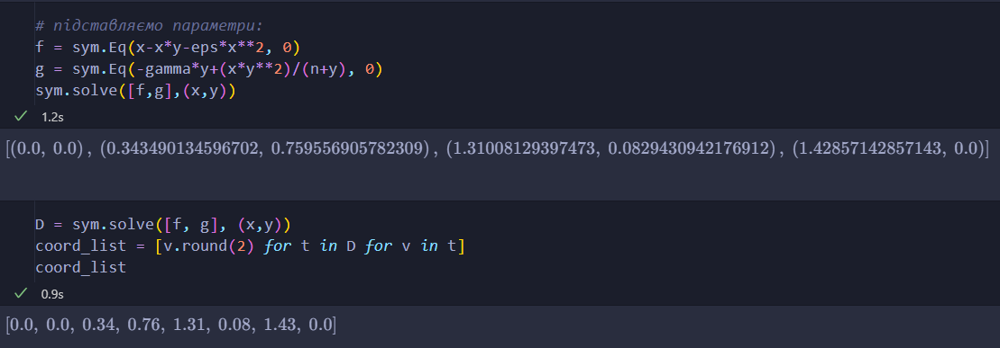 # підставляємо параметри:
f = sym.Eq(x-x*y-eps*x**2, 0)
g = sym.Eq(-gamma*y+(x*y**2)/(n+y), 0)
sym.solve([f,g],(x,y))
✓ 1.2s
[(0.0, 0.0), (0.343490134596702, 0.759556905782309), (1.31008129397473, 0.0829430942176912), (1.42857142857143, 0.0)]
D = sym.solve([f, g], (x,y))
coord_list = [v.round(2) for t in D for v in t]
coord_list
✓ 0.9s
[0.0, 0.0, 0.34, 0.76, 1.31, 0.08, 1.43, 0.0]